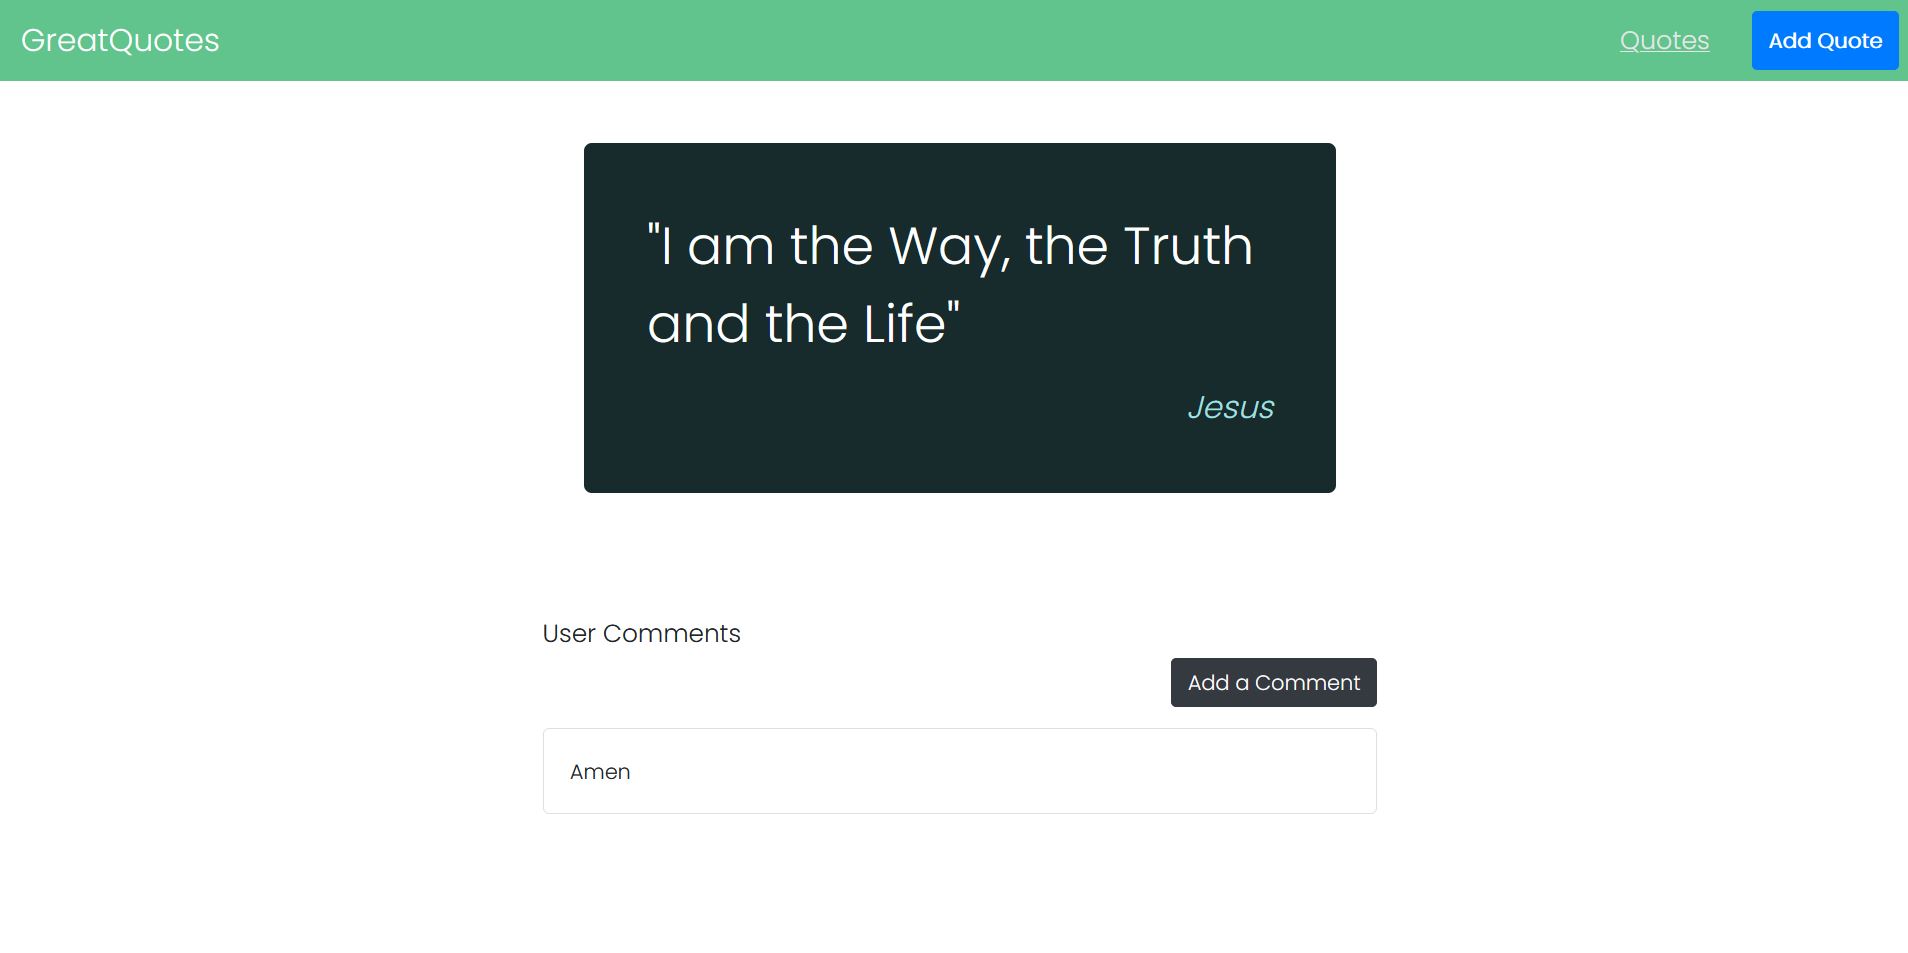 GreatQuotes
Quotes
Add Quote
"I am the Way, the Truth
and the Life"
Jesus
User Comments
Add a Comment
Amen